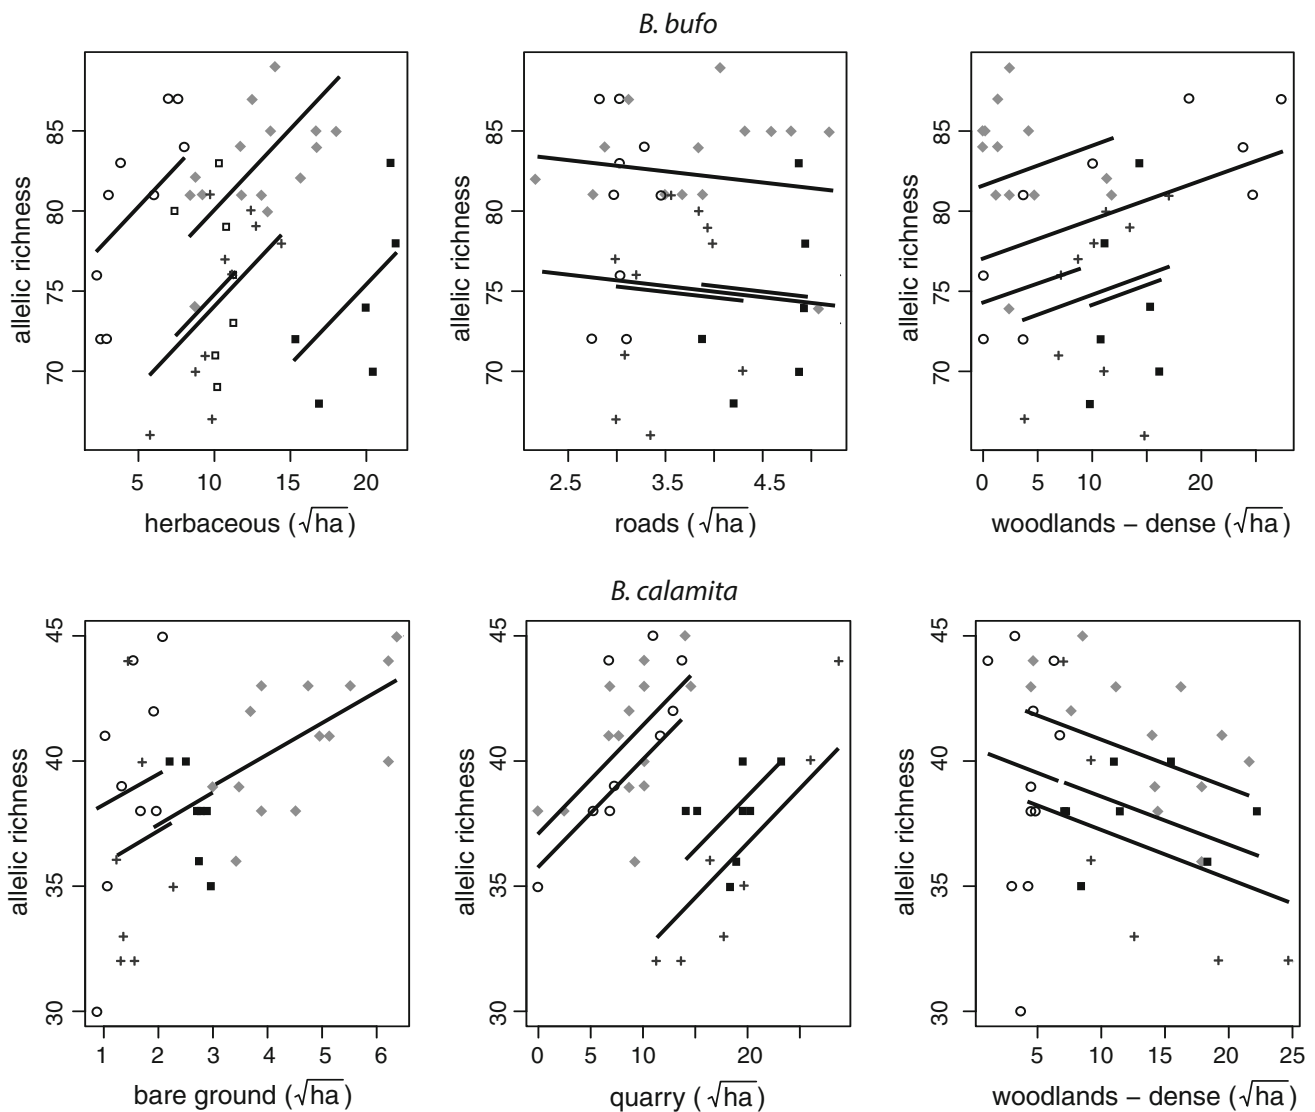 B. bufo
allelic richness
70 75 80 85
5 10 15 20
herbaceous (√ha)
allelic richness
70 75 80 85
2.5 3.5 4.5
roads (√ha)
allelic richness
70 75 80 85
0 5 10 20
woodlands − dense (√ha)
B. calamita
allelic richness
30 35 40 45
1 2 3 4 5 6
bare ground (√ha)
allelic richness
30 35 40 45
0 5 10 20
quarry (√ha)
allelic richness
30 35 40 45
5 10 15 20 25
woodlands − dense (√ha)